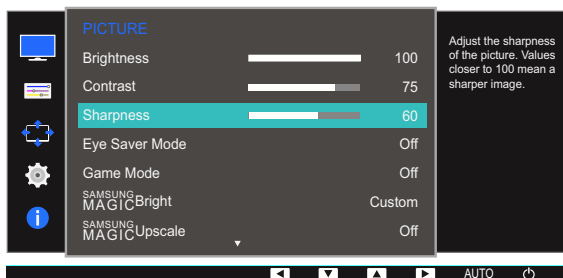 PICTURE
Brightness 100
Contrast 75
Sharpness 60
Eye Saver Mode Off
Game Mode Off
SAMSUNG
MAGICBright Custom
SAMSUNG
MAGICUpscale Off
Adjust the sharpness
of the picture. Values
closer to 100 mean a
sharper image.
AUTO